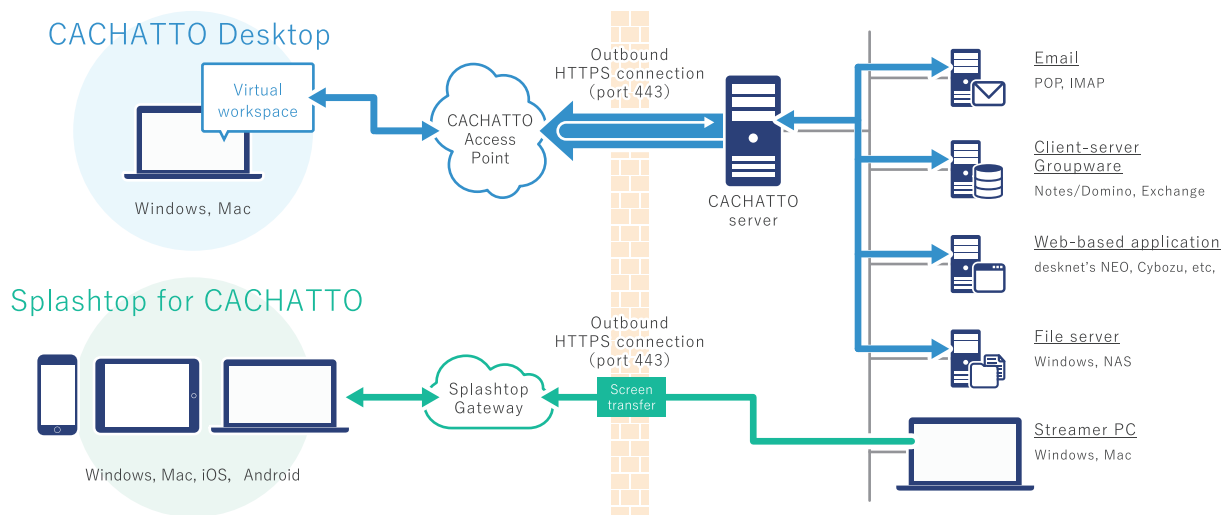 CACHATTO Desktop
Virtual
workspace
Windows, Mac
CACHATTO
Access
Point
Outbound
HTTPS connection
(port 443)
CACHATTO
server
Email
POP, IMAP
Client-server
Groupware
Notes/Domino, Exchange
Web-based application
desknet's NEO, Cybozu, etc,
File server
Windows, NAS
Streamer PC
Windows, Mac
Splashtop for CACHATTO
Windows, Mac, iOS, Android
Splashtop
Gateway
Outbound
HTTPS connection
(port 443)
Screen
transfer